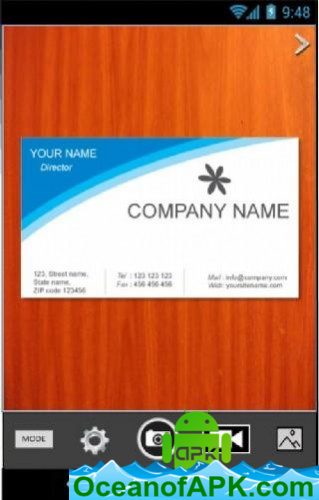 9:48
YOUR NAME
Director
COMPANY NAME
123, Street name,
State name,
ZIP code 123456
Tel : 123 123 123
Fax : 456 456 456
Mail : info@company.com
Web: yoursitename.com
MODE
apk
OceanofAPK.com